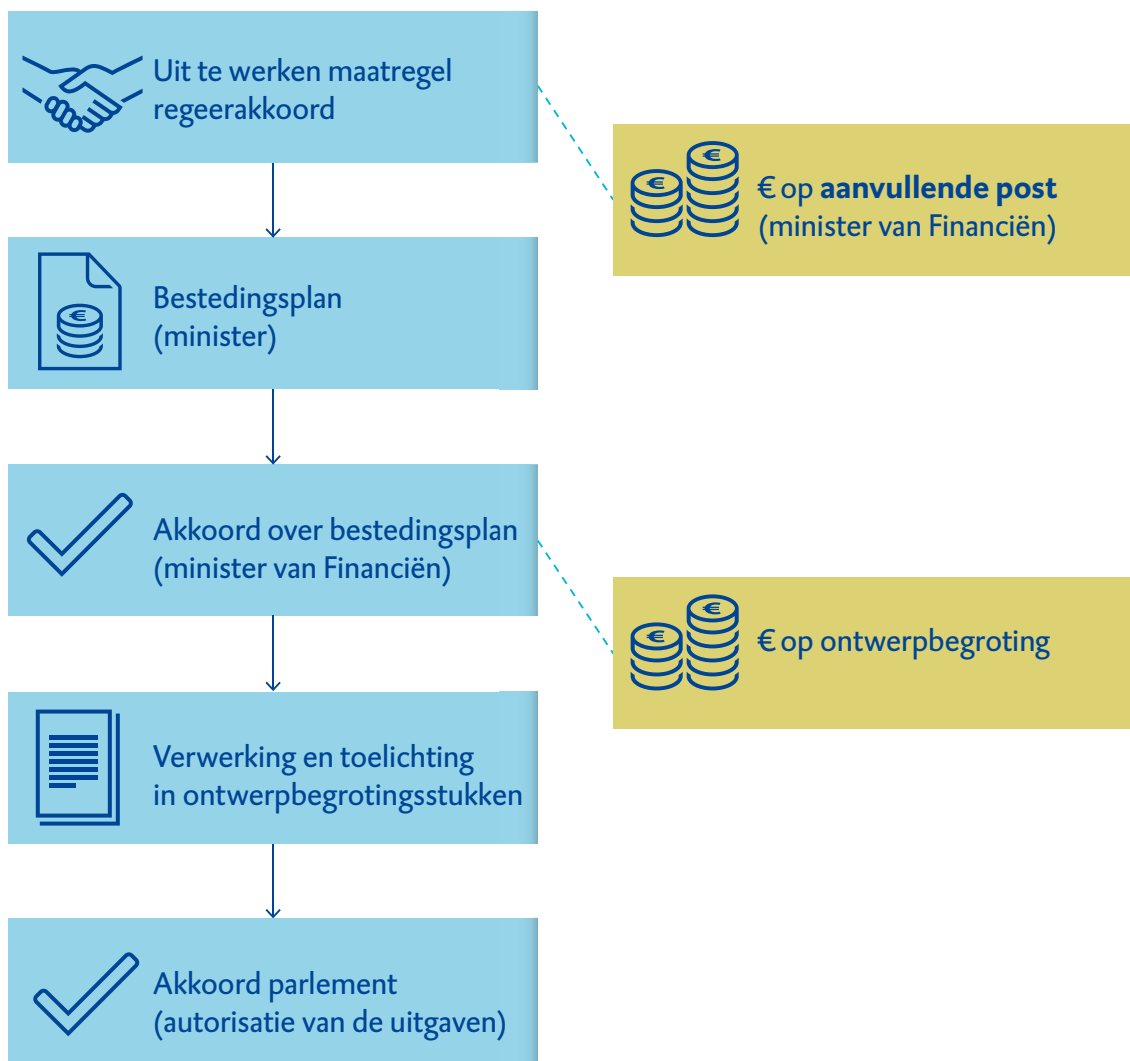 Uit te werken maatregel
regeerakkoord
€ op aanvullende post
(minister van Financiën)
Bestedingsplan
(minister)
Akkoord over bestedingsplan
(minister van Financiën)
€ op ontwerpbegroting
Verwerking en toelichting
in ontwerpbegrotingsstukken
Akkoord parlement
(autorisatie van de uitgaven)